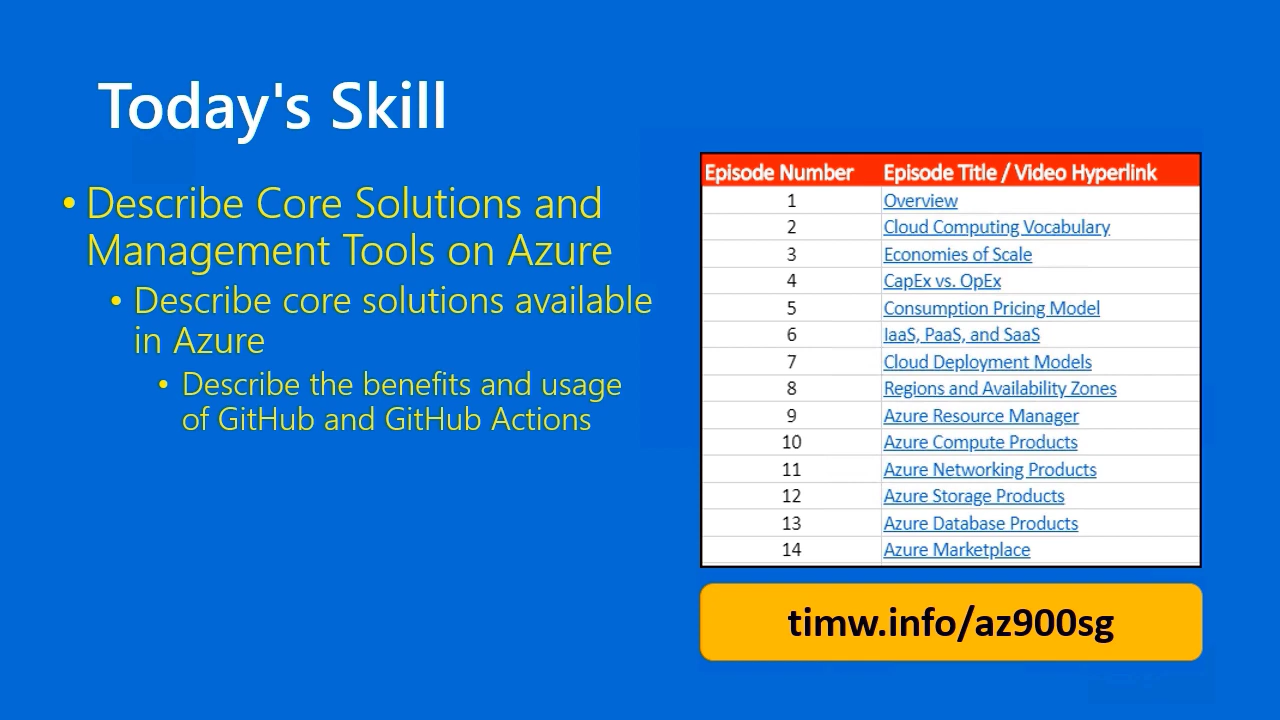 Today's Skill
• Describe Core Solutions and
Management Tools on Azure
• Describe core solutions available
in Azure
• Describe the benefits and usage
of GitHub and GitHub Actions
Episode Number Episode Title / Video Hyperlink
1 Overview
2 Cloud Computing Vocabulary
3 Economies of Scale
4 CapEx vs. OpEx
5 Consumption Pricing Model
6 IaaS, PaaS, and SaaS
7 Cloud Deployment Models
8 Regions and Availability Zones
9 Azure Resource Manager
10 Azure Compute Products
11 Azure Networking Products
12 Azure Storage Products
13 Azure Database Products
14 Azure Marketplace
timw.info/az900sg